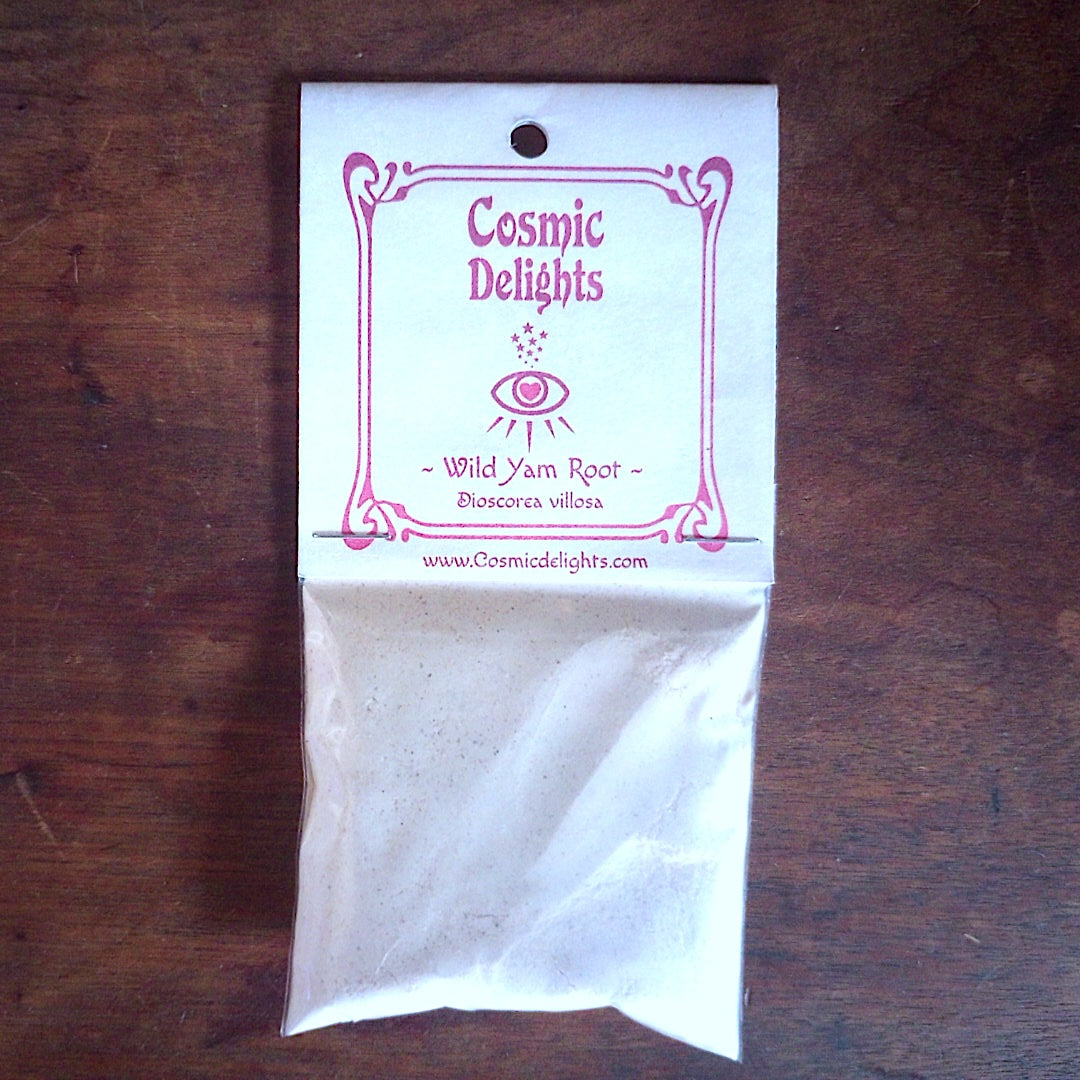 Cosmic
Delights
~ Wild Yam Root ~
Dioscorea villosa
www.Cosmicdelights.com